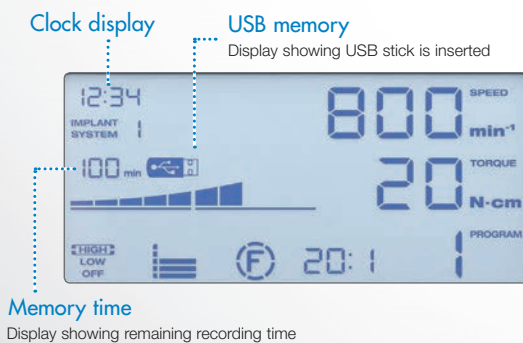 Clock display
USB memory
Display showing USB stick is inserted
12:34
IMPLANT
SYSTEM 1
100 min
800 SPEED
min⁻¹
20 TORQUE
N·cm
HIGH
LOW
OFF
F
20:1
1 PROGRAM
Memory time
Display showing remaining recording time